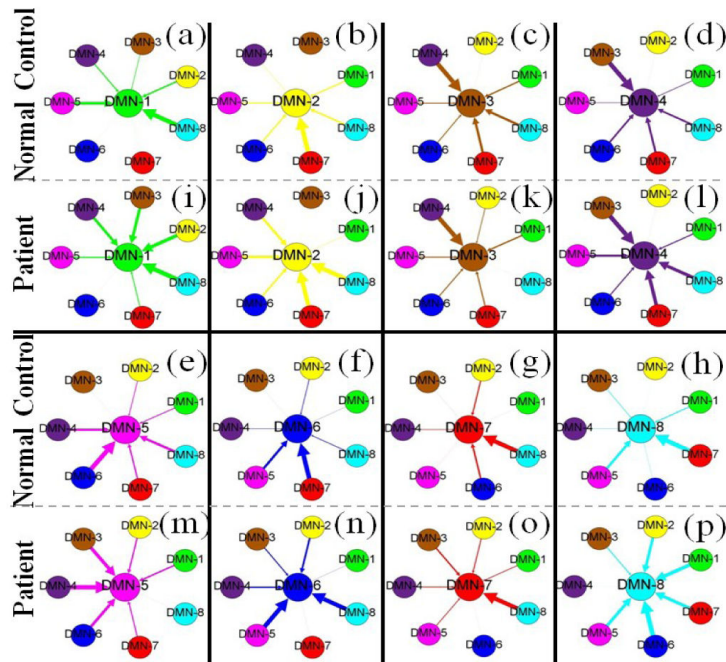 Normal Control
(a)
DMN-3
DMN-4
DMN-2
DMN-1
DMN-5
DMN-8
DMN-6
DMN-7
(b)
DMN-3
DMN-4
DMN-1
DMN-2
DMN-5
DMN-8
DMN-6
DMN-7
(c)
DMN-2
DMN-4
DMN-1
DMN-3
DMN-5
DMN-8
DMN-6
DMN-7
(d)
DMN-2
DMN-3
DMN-1
DMN-4
DMN-5
DMN-8
DMN-6
DMN-7
Patient
(i)
DMN-3
DMN-4
DMN-2
DMN-1
DMN-5
DMN-8
DMN-6
DMN-7
(j)
DMN-3
DMN-4
DMN-1
DMN-2
DMN-5
DMN-8
DMN-6
DMN-7
(k)
DMN-2
DMN-4
DMN-1
DMN-3
DMN-5
DMN-8
DMN-6
DMN-7
(l)
DMN-2
DMN-3
DMN-1
DMN-4
DMN-5
DMN-8
DMN-6
DMN-7
Normal Control
(e)
DMN-2
DMN-3
DMN-1
DMN-5
DMN-4
DMN-8
DMN-6
DMN-7
(f)
DMN-2
DMN-3
DMN-1
DMN-6
DMN-4
DMN-8
DMN-5
DMN-7
(g)
DMN-2
DMN-3
DMN-1
DMN-7
DMN-4
DMN-8
DMN-5
DMN-6
(h)
DMN-2
DMN-3
DMN-1
DMN-8
DMN-4
DMN-7
DMN-5
DMN-6
Patient
(m)
DMN-2
DMN-3
DMN-1
DMN-5
DMN-4
DMN-8
DMN-6
DMN-7
(n)
DMN-2
DMN-3
DMN-1
DMN-6
DMN-4
DMN-8
DMN-5
DMN-7
(o)
DMN-2
DMN-3
DMN-1
DMN-7
DMN-4
DMN-8
DMN-5
DMN-6
(p)
DMN-2
DMN-3
DMN-1
DMN-8
DMN-4
DMN-7
DMN-5
DMN-6